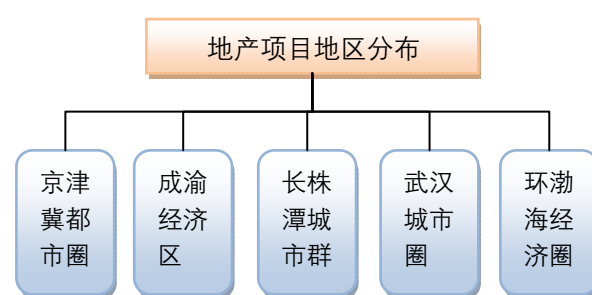 地产项目地区分布
京津
冀都
市圈
成渝
经济
区
长株
潭城
市群
武汉
城市
圈
环渤
海经
济圈